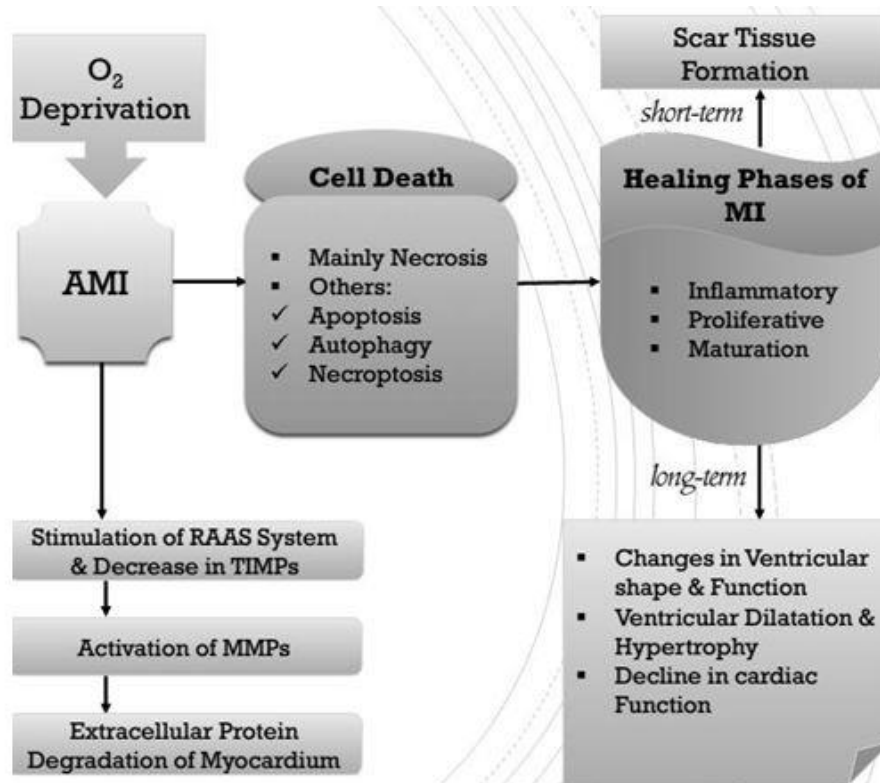 O₂
Deprivation
AMI
Cell Death
▪ Mainly Necrosis
▪ Others:
✓ Apoptosis
✓ Autophagy
✓ Necroptosis
Scar Tissue
Formation
short-term
Healing Phases of
MI
▪ Inflammatory
▪ Proliferative
▪ Maturation
long-term
▪ Changes in Ventricular
shape & Function
▪ Ventricular Dilatation &
Hypertrophy
▪ Decline in cardiac
Function
Stimulation of RAAS System
& Decrease in TIMPs
Activation of MMPs
Extracellular Protein
Degradation of Myocardium